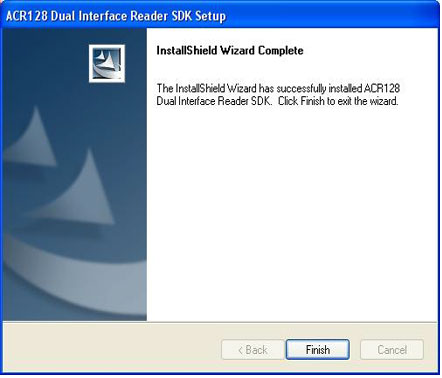 ACR128 Dual Interface Reader SDK Setup
InstallShield Wizard Complete
The InstallShield Wizard has successfully installed ACR128
Dual Interface Reader SDK. Click Finish to exit the wizard.
< Back
Finish
Cancel